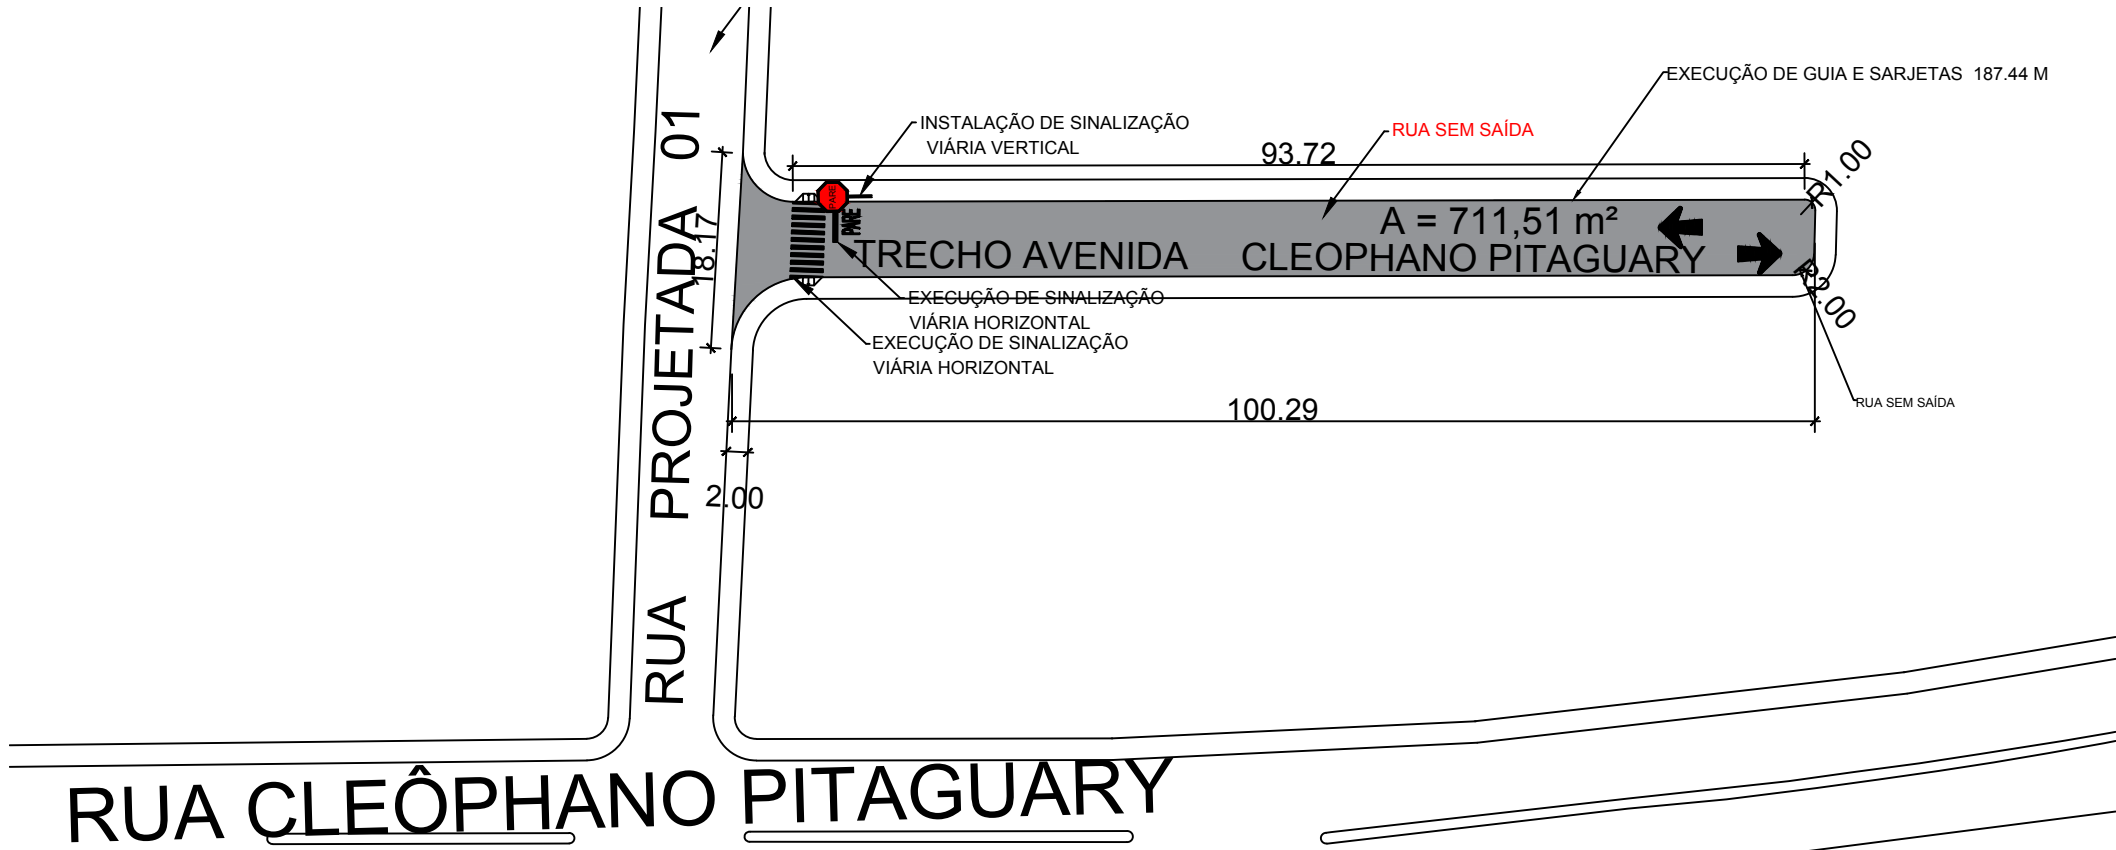 EXECUÇÃO DE GUIA E SARJETAS 187.44 M
INSTALAÇÃO DE SINALIZAÇÃO
VIÁRIA VERTICAL
RUA SEM SAÍDA
93.72
R1.00
PARE
PARE
A = 711,51 m²
TRECHO AVENIDA CLEOPHANO PITAGUARY
18.17
EXECUÇÃO DE SINALIZAÇÃO
VIÁRIA HORIZONTAL
EXECUÇÃO DE SINALIZAÇÃO
VIÁRIA HORIZONTAL
R2.00
RUA SEM SAÍDA
100.29
2.00
RUA PROJETADA 01
RUA CLEÔPHANO PITAGUARY